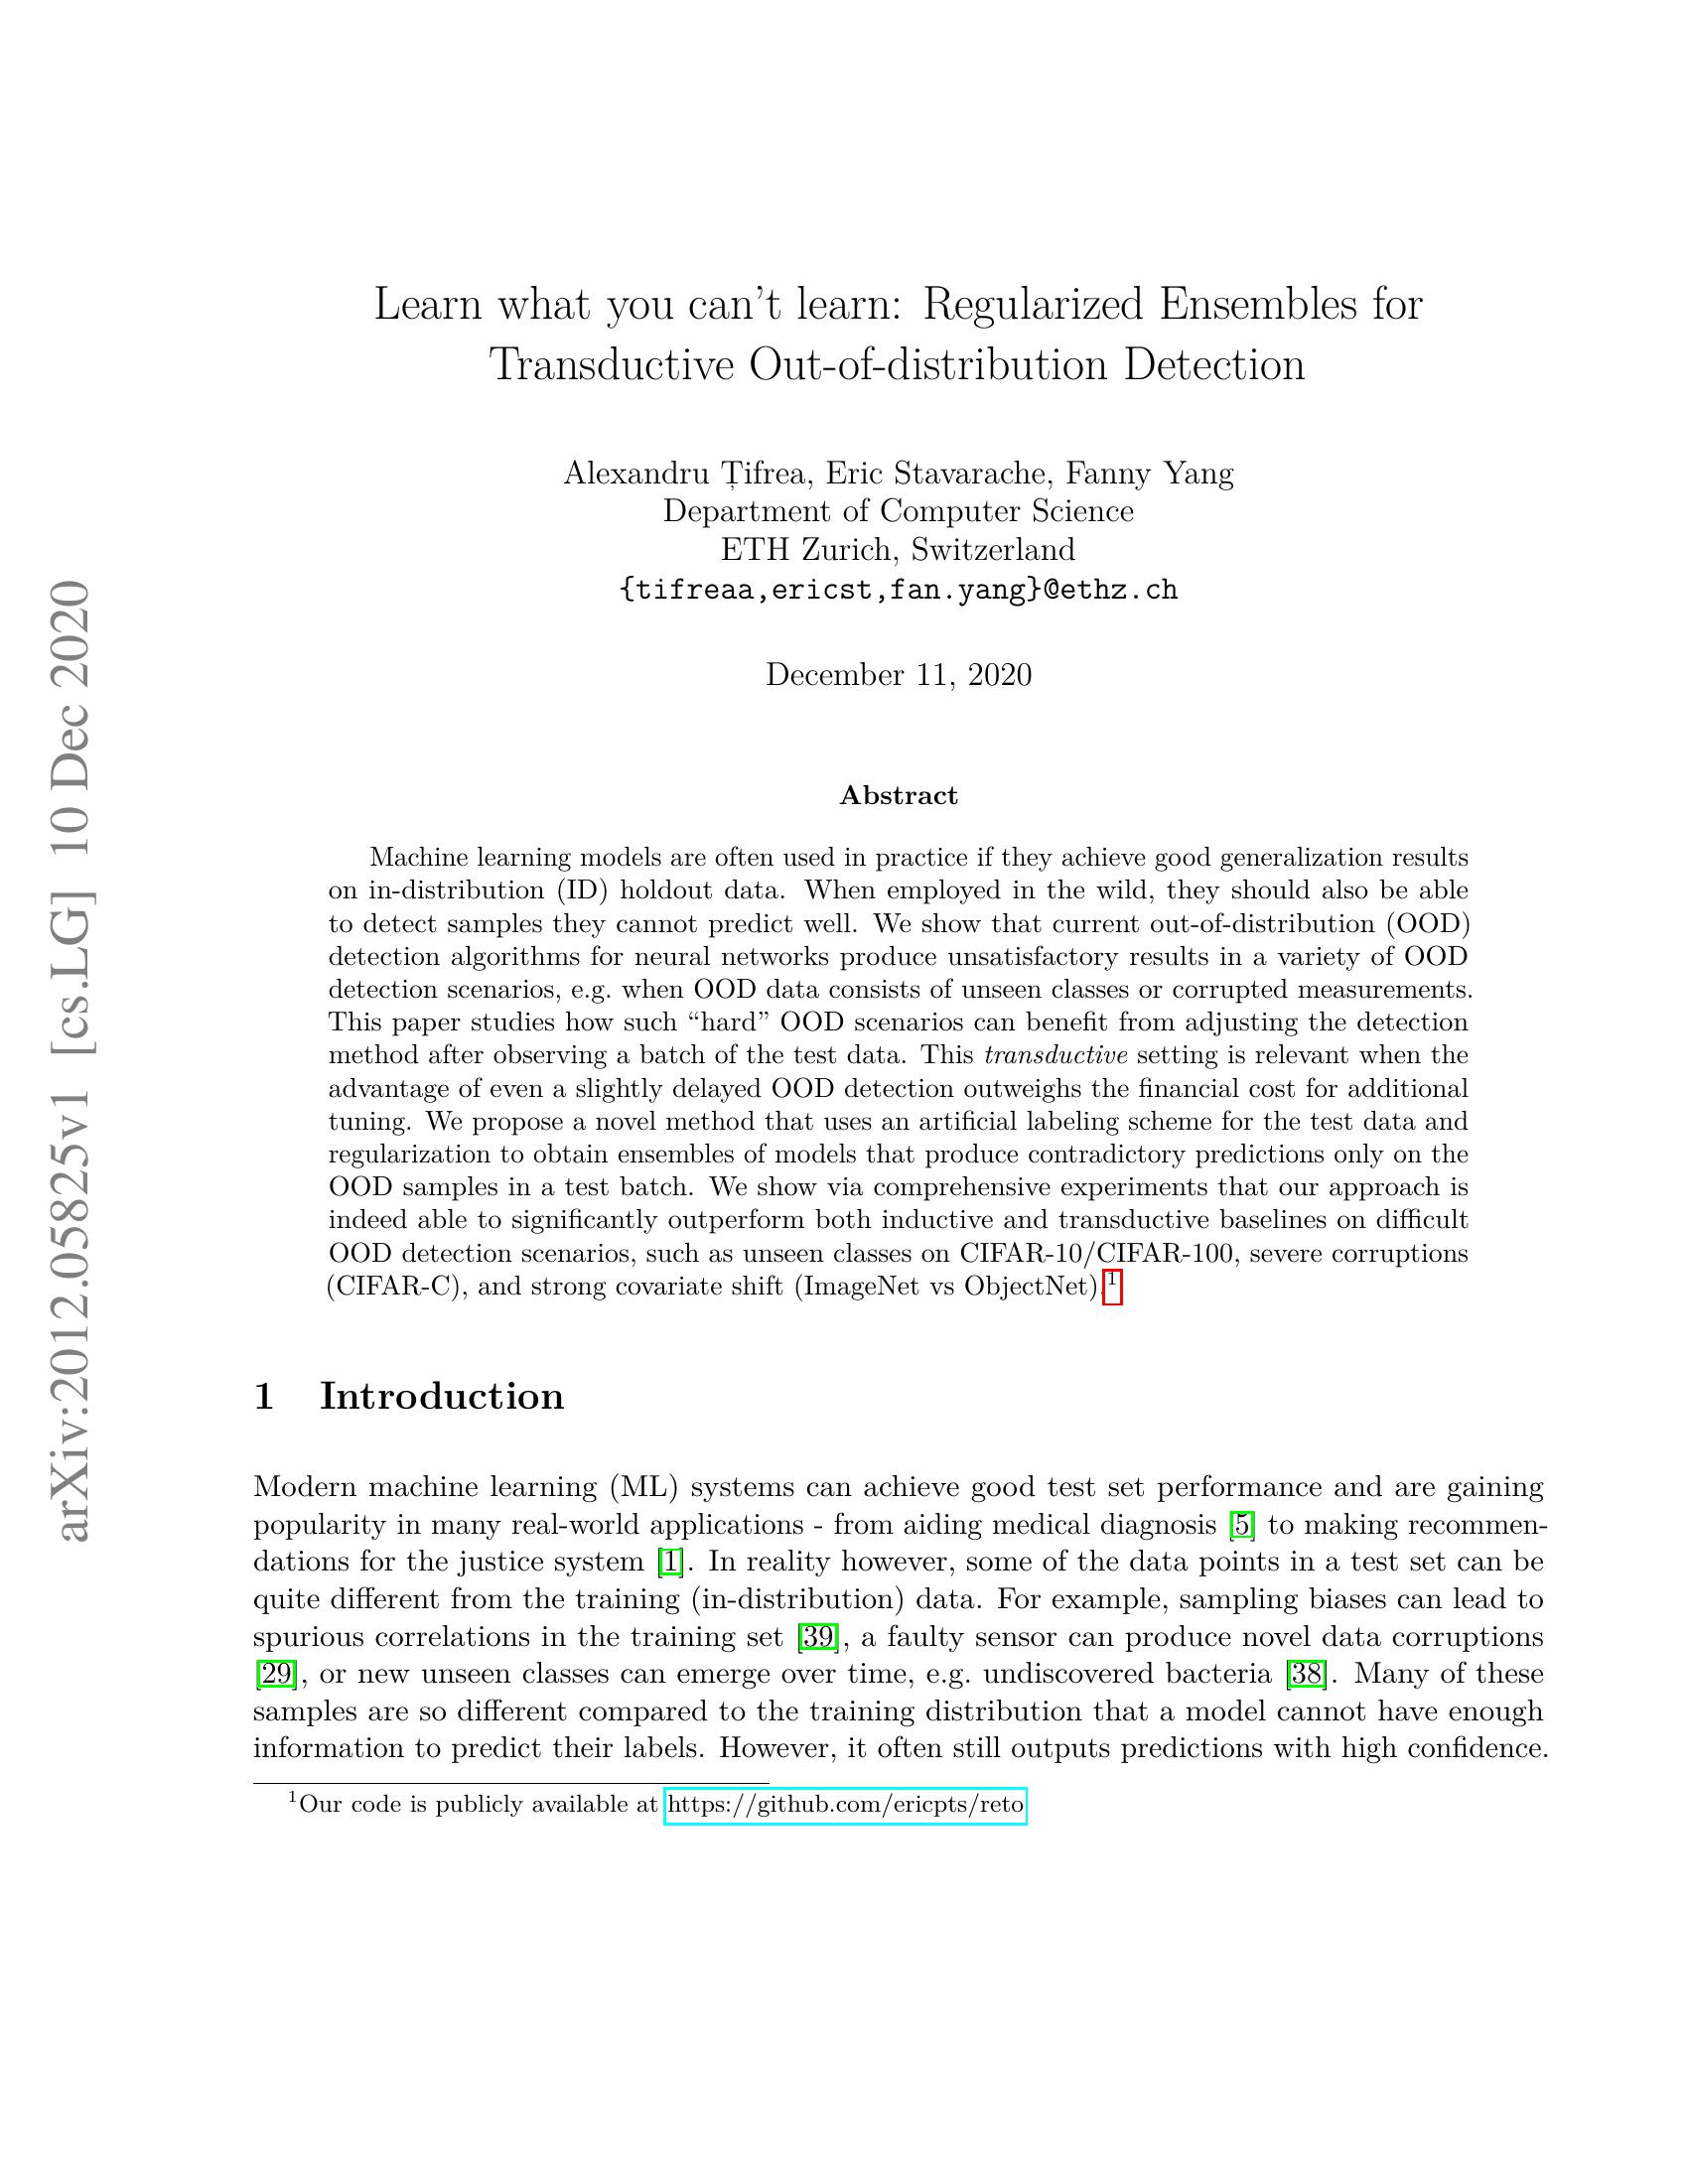 Learn what you can't learn: Regularized Ensembles for
Transductive Out-of-distribution Detection
Alexandru Țifrea, Eric Stavarache, Fanny Yang
Department of Computer Science
ETH Zurich, Switzerland
{tifreaa,ericst,fan.yang}@ethz.ch
December 11, 2020
Abstract
Machine learning models are often used in practice if they achieve good generalization results
on in-distribution (ID) holdout data. When employed in the wild, they should also be able
to detect samples they cannot predict well. We show that current out-of-distribution (OOD)
detection algorithms for neural networks produce unsatisfactory results in a variety of OOD
detection scenarios, e.g. when OOD data consists of unseen classes or corrupted measurements.
This paper studies how such “hard” OOD scenarios can benefit from adjusting the detection
method after observing a batch of the test data. This transductive setting is relevant when the
advantage of even a slightly delayed OOD detection outweighs the financial cost for additional
tuning. We propose a novel method that uses an artificial labeling scheme for the test data and
regularization to obtain ensembles of models that produce contradictory predictions only on the
OOD samples in a test batch. We show via comprehensive experiments that our approach is
indeed able to significantly outperform both inductive and transductive baselines on difficult
OOD detection scenarios, such as unseen classes on CIFAR-10/CIFAR-100, severe corruptions
(CIFAR-C), and strong covariate shift (ImageNet vs ObjectNet).1
1 Introduction
Modern machine learning (ML) systems can achieve good test set performance and are gaining
popularity in many real-world applications - from aiding medical diagnosis [5] to making recommen-
dations for the justice system [1]. In reality however, some of the data points in a test set can be
quite different from the training (in-distribution) data. For example, sampling biases can lead to
spurious correlations in the training set [39], a faulty sensor can produce novel data corruptions
[29], or new unseen classes can emerge over time, e.g. undiscovered bacteria [38]. Many of these
samples are so different compared to the training distribution that a model cannot have enough
information to predict their labels. However, it often still outputs predictions with high confidence.
1Our code is publicly available at https://github.com/ericpts/reto
arXiv:2012.05825v1 [cs.LG] 10 Dec 2020